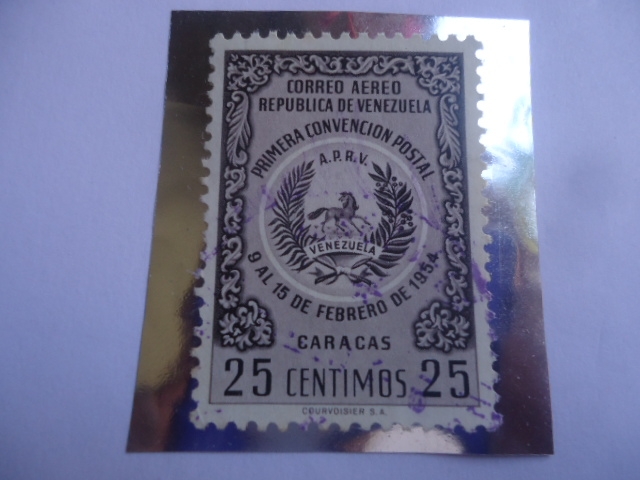 CORREO AEREO
REPUBLICA DE VENEZUELA
PRIMERA CONVENCION POSTAL
A.P.R.V.
VENEZUELA
9 AL 15 DE FEBRERO DE 1954
CARACAS
25 CENTIMOS 25
COURVOISIER S.A.